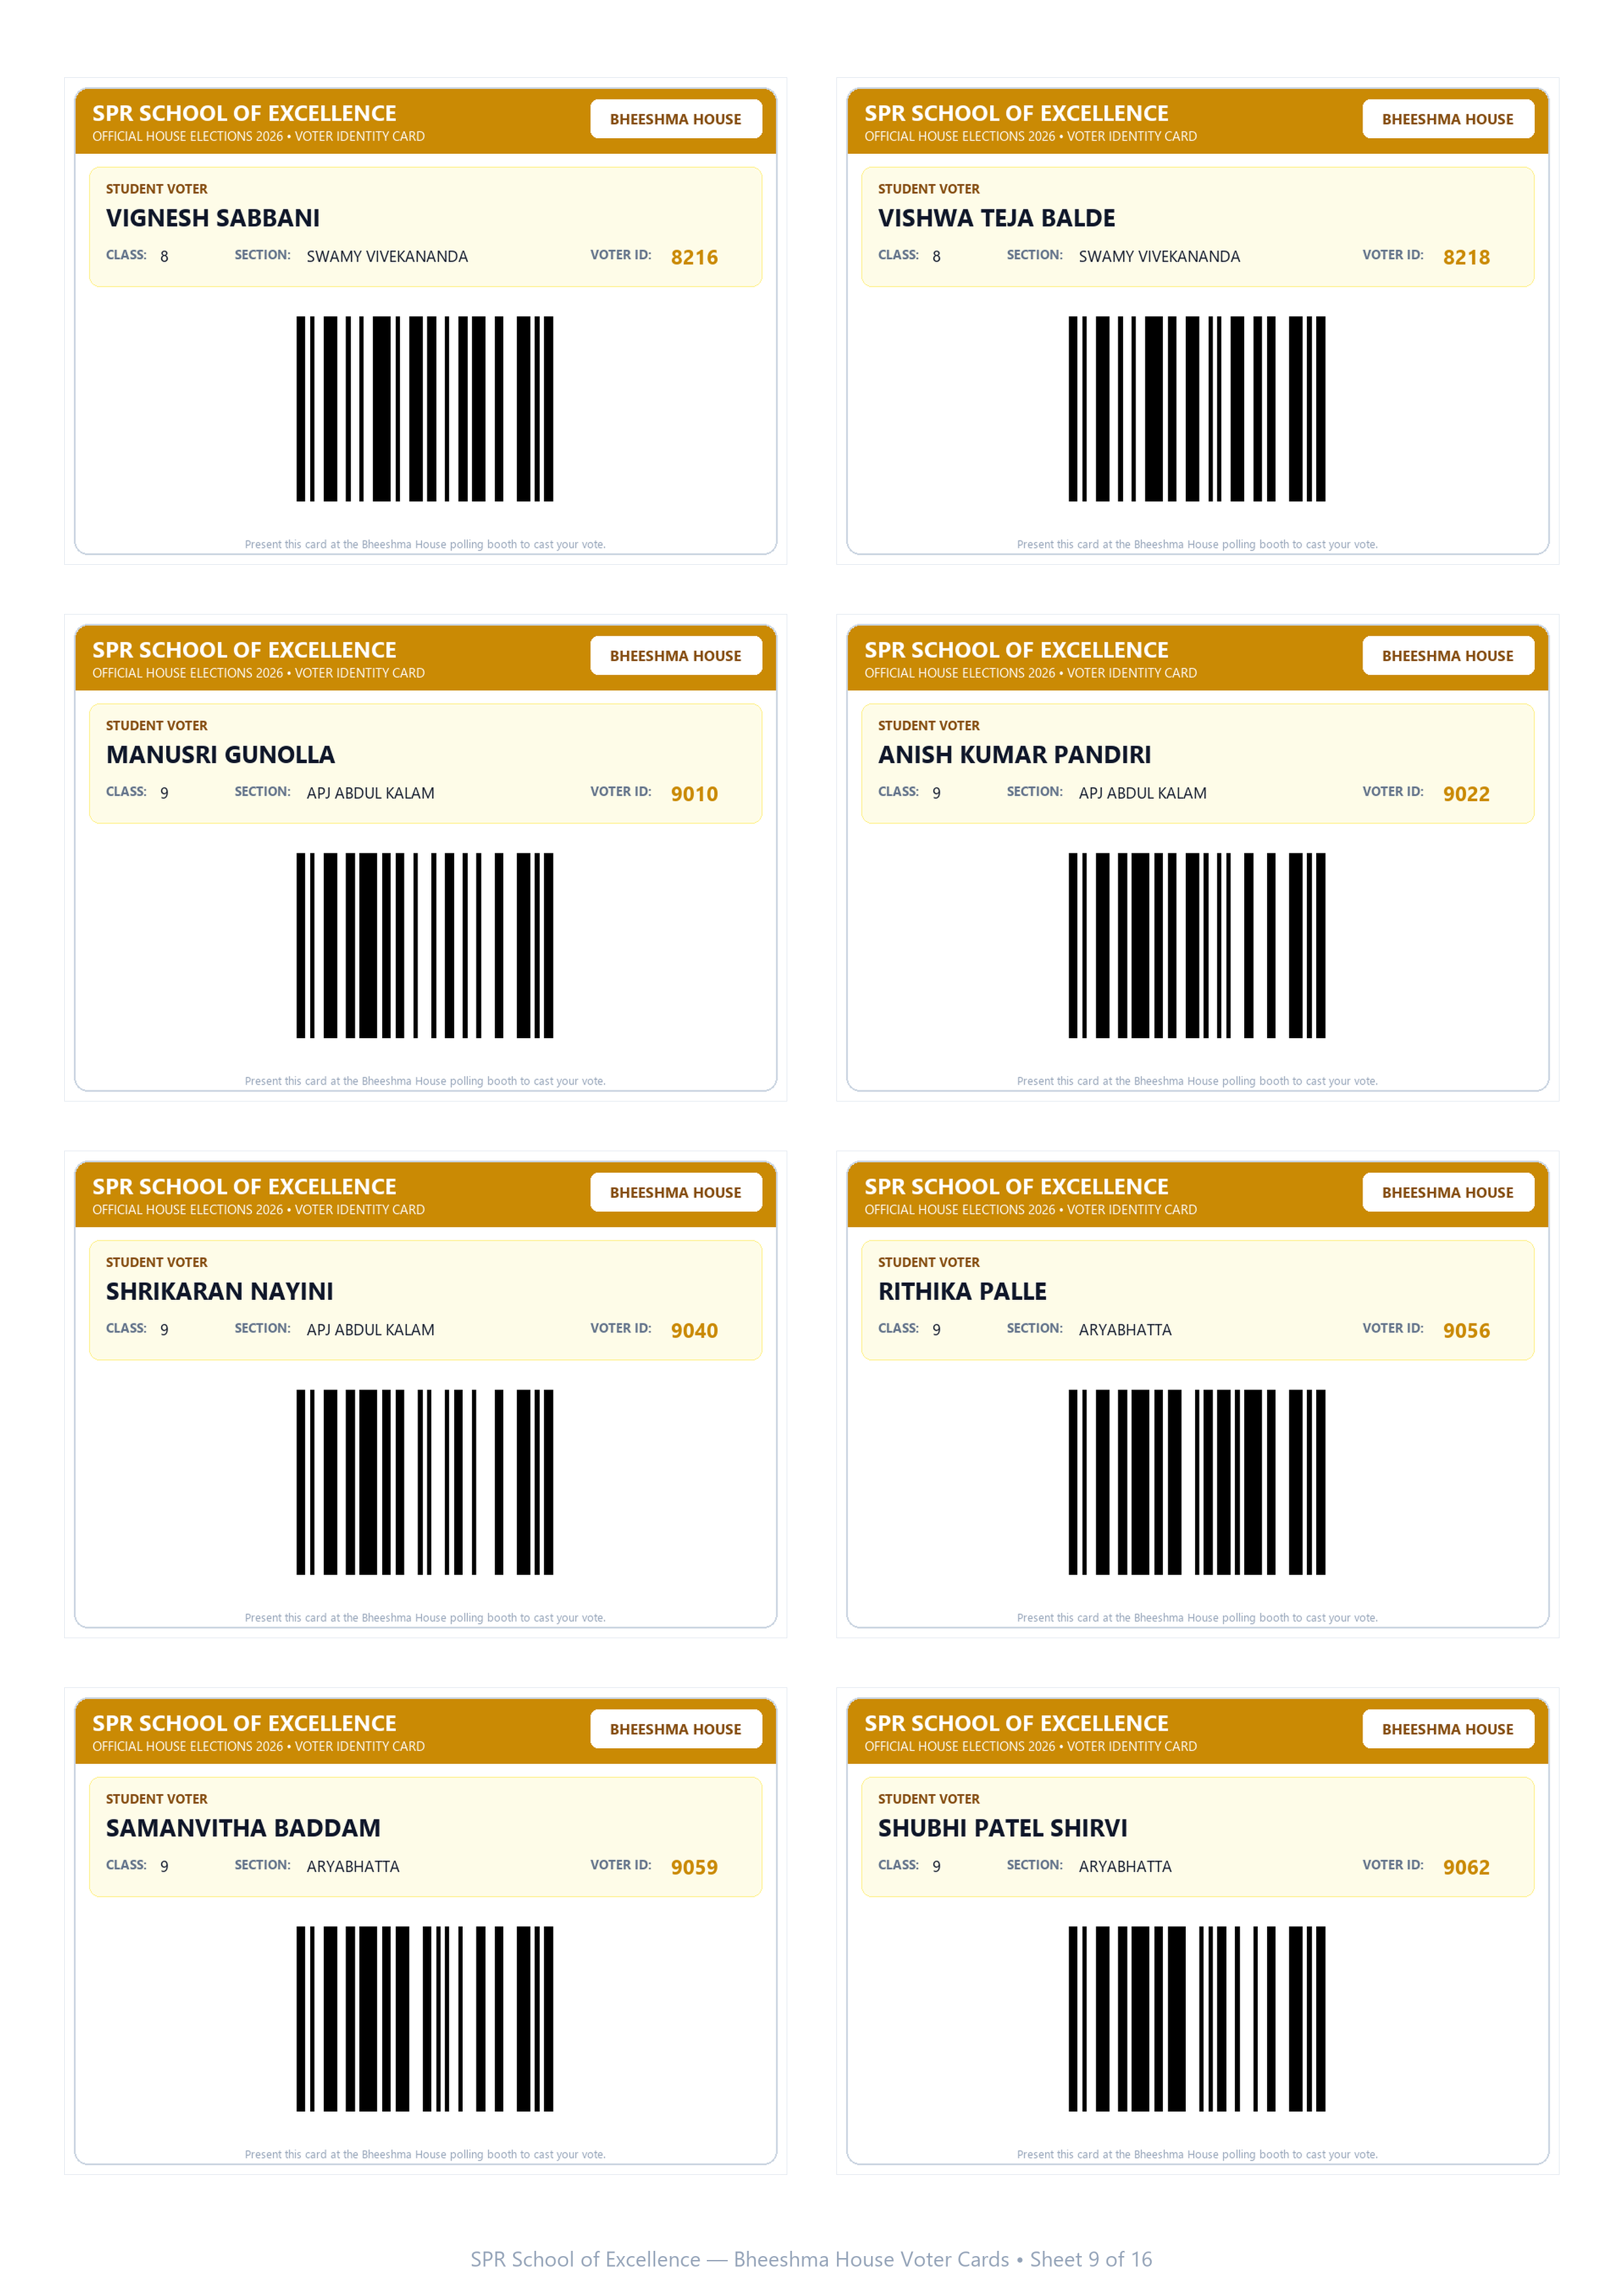 SPR SCHOOL OF EXCELLENCE
OFFICIAL HOUSE ELECTIONS 2026 • VOTER IDENTITY CARD
BHEESHMA HOUSE
STUDENT VOTER
VIGNESH SABBANI
CLASS: 8 SECTION: SWAMY VIVEKANANDA VOTER ID: 8216
Present this card at the Bheeshma House polling booth to cast your vote.
SPR SCHOOL OF EXCELLENCE
OFFICIAL HOUSE ELECTIONS 2026 • VOTER IDENTITY CARD
BHEESHMA HOUSE
STUDENT VOTER
VISHWA TEJA BALDE
CLASS: 8 SECTION: SWAMY VIVEKANANDA VOTER ID: 8218
Present this card at the Bheeshma House polling booth to cast your vote.
SPR SCHOOL OF EXCELLENCE
OFFICIAL HOUSE ELECTIONS 2026 • VOTER IDENTITY CARD
BHEESHMA HOUSE
STUDENT VOTER
MANUSRI GUNOLLA
CLASS: 9 SECTION: APJ ABDUL KALAM VOTER ID: 9010
Present this card at the Bheeshma House polling booth to cast your vote.
SPR SCHOOL OF EXCELLENCE
OFFICIAL HOUSE ELECTIONS 2026 • VOTER IDENTITY CARD
BHEESHMA HOUSE
STUDENT VOTER
ANISH KUMAR PANDIRI
CLASS: 9 SECTION: APJ ABDUL KALAM VOTER ID: 9022
Present this card at the Bheeshma House polling booth to cast your vote.
SPR SCHOOL OF EXCELLENCE
OFFICIAL HOUSE ELECTIONS 2026 • VOTER IDENTITY CARD
BHEESHMA HOUSE
STUDENT VOTER
SHRIKARAN NAYINI
CLASS: 9 SECTION: APJ ABDUL KALAM VOTER ID: 9040
Present this card at the Bheeshma House polling booth to cast your vote.
SPR SCHOOL OF EXCELLENCE
OFFICIAL HOUSE ELECTIONS 2026 • VOTER IDENTITY CARD
BHEESHMA HOUSE
STUDENT VOTER
RITHIKA PALLE
CLASS: 9 SECTION: ARYABHATTA VOTER ID: 9056
Present this card at the Bheeshma House polling booth to cast your vote.
SPR SCHOOL OF EXCELLENCE
OFFICIAL HOUSE ELECTIONS 2026 • VOTER IDENTITY CARD
BHEESHMA HOUSE
STUDENT VOTER
SAMANVITHA BADDAM
CLASS: 9 SECTION: ARYABHATTA VOTER ID: 9059
Present this card at the Bheeshma House polling booth to cast your vote.
SPR SCHOOL OF EXCELLENCE
OFFICIAL HOUSE ELECTIONS 2026 • VOTER IDENTITY CARD
BHEESHMA HOUSE
STUDENT VOTER
SHUBHI PATEL SHIRVI
CLASS: 9 SECTION: ARYABHATTA VOTER ID: 9062
Present this card at the Bheeshma House polling booth to cast your vote.
SPR School of Excellence — Bheeshma House Voter Cards • Sheet 9 of 16